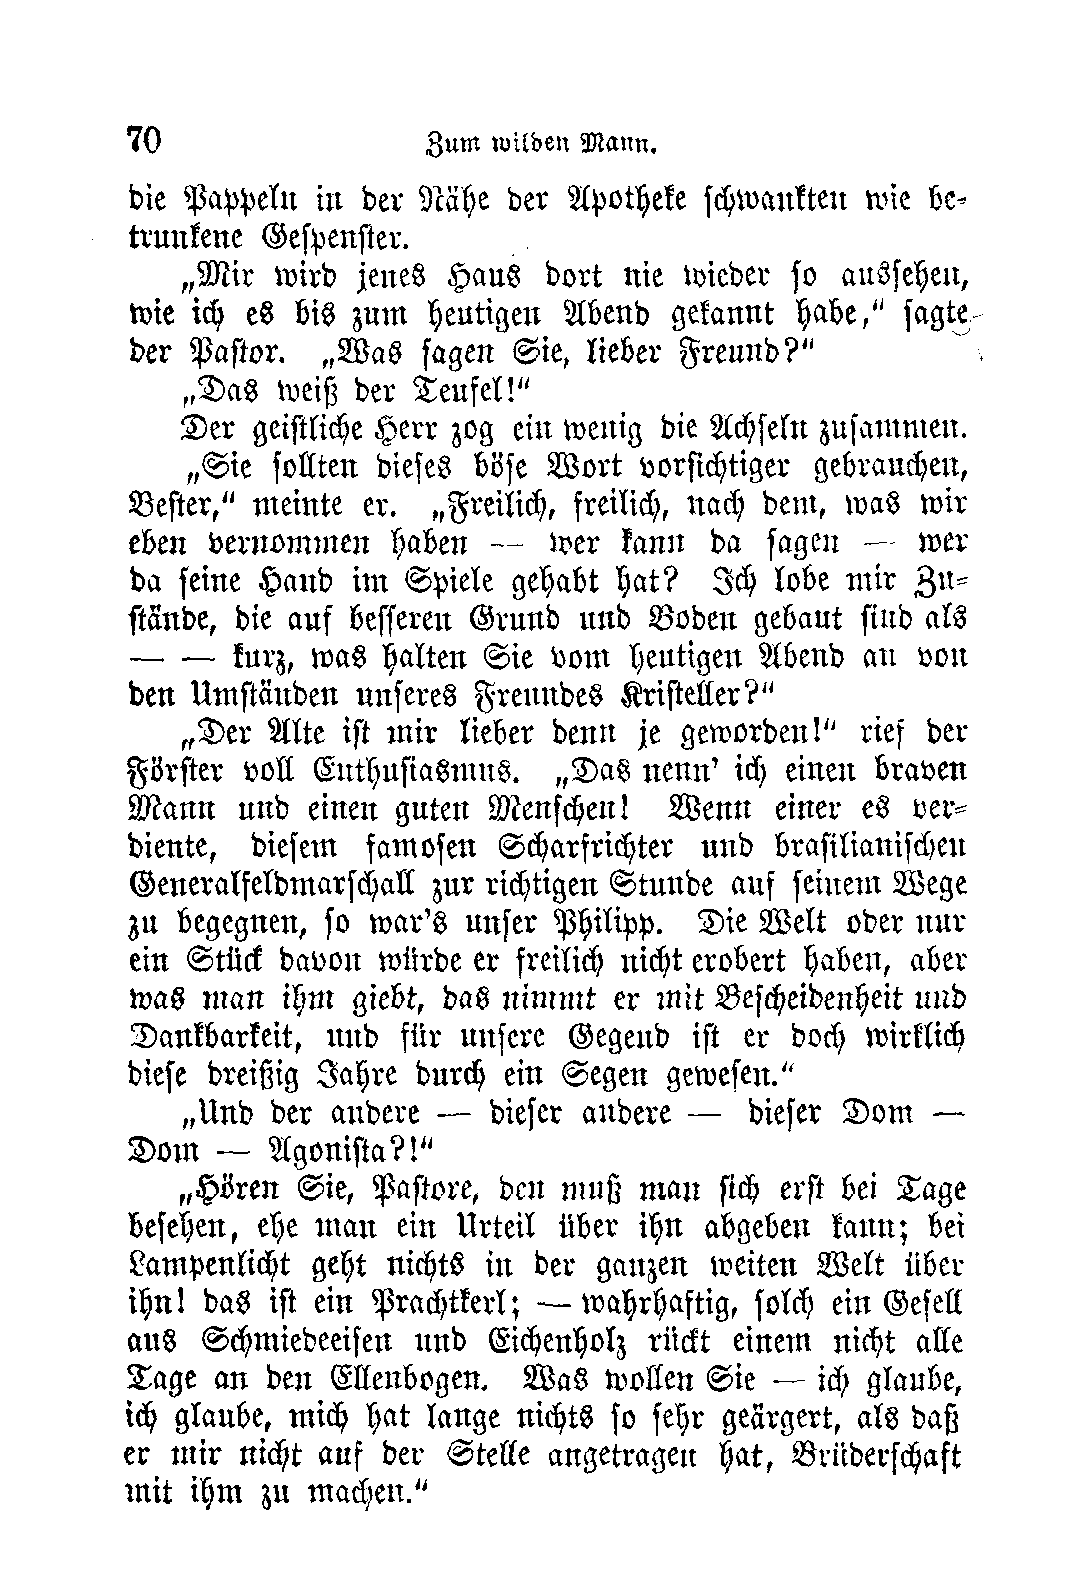 70 Zum wilden Mann.
die Pappeln in der Nähe der Apotheke schwankten wie be-
trunkene Gespenster.
„Mir wird jenes Haus dort nie wieder so aussehen,
wie ich es bis zum heutigen Abend gekannt habe,“ sagte
der Pastor. „Was sagen Sie, lieber Freund?“
„Das weiß der Teufel!“
Der geistliche Herr zog ein wenig die Achseln zusammen.
„Sie sollten dieses böse Wort vorsichtiger gebrauchen,
Bester,“ meinte er. „Freilich, freilich, nach dem, was wir
eben vernommen haben — wer kann da sagen — wer
da seine Hand im Spiele gehabt hat? Ich lobe mir Zu-
stände, die auf besseren Grund und Boden gebaut sind als
— — kurz, was halten Sie vom heutigen Abend an von
den Umständen unseres Freundes Kristeller?“
„Der Alte ist mir lieber denn je geworden!“ rief der
Förster voll Enthusiasmus. „Das nenn’ ich einen braven
Mann und einen guten Menschen! Wenn einer es ver-
diente, diesem famosen Scharfrichter und brasilianischen
Generalfeldmarschall zur richtigen Stunde auf seinem Wege
zu begegnen, so war’s unser Philipp. Die Welt oder nur
ein Stück davon würde er freilich nicht erobert haben, aber
was man ihm giebt, das nimmt er mit Bescheidenheit und
Dankbarkeit, und für unsere Gegend ist er doch wirklich
diese dreißig Jahre durch ein Segen gewesen.“
„Und der andere — dieser andere — dieser Dom —
Dom — Agonista?!“
„Hören Sie, Pastore, den muß man sich erst bei Tage
besehen, ehe man ein Urteil über ihn abgeben kann; bei
Lampenlicht geht nichts in der ganzen weiten Welt über
ihn! das ist ein Prachtkerl; — wahrhaftig, solch ein Gesell
aus Schmiedeeisen und Eichenholz rückt einem nicht alle
Tage an den Ellenbogen. Was wollen Sie — ich glaube,
ich glaube, mich hat lange nichts so sehr geärgert, als daß
er mir nicht auf der Stelle angetragen hat, Brüderschaft
mit ihm zu machen.“